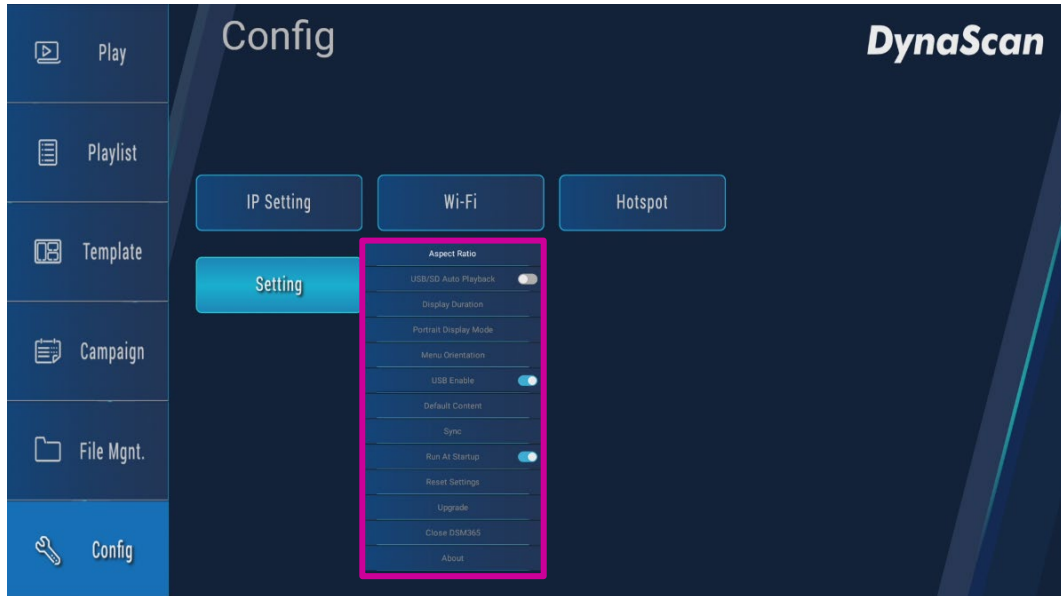 Config
DynaScan
Play
Playlist
Template
Campaign
File Mgnt.
Config
IP Setting
Wi-Fi
Hotspot
Setting
Aspect Ratio
USB/SD Auto Playback
Display Duration
Portrait Display Mode
Menu Orientation
USB Enable
Default Content
Sync
Run At Startup
Reset Settings
Upgrade
Close DSM365
About